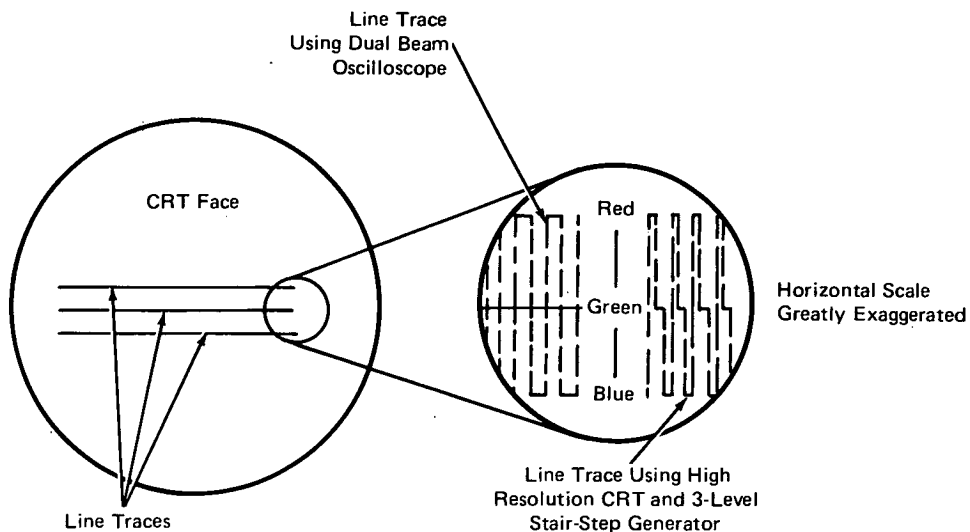 Line Trace
Using Dual Beam
Oscilloscope
CRT Face
Red
Green
Blue
Horizontal Scale
Greatly Exaggerated
Line Traces
Line Trace Using High
Resolution CRT and 3-Level
Stair-Step Generator